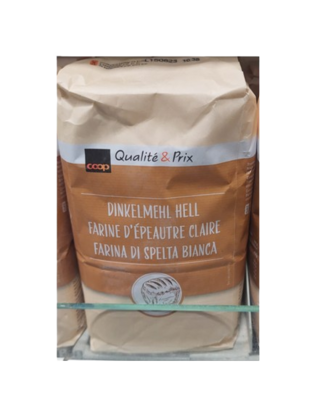 coop
Qualité & Prix
DINKELMEHL HELL
FARINE D'ÉPEAUTRE CLAIRE
FARINA DI SPELTA BIANCA